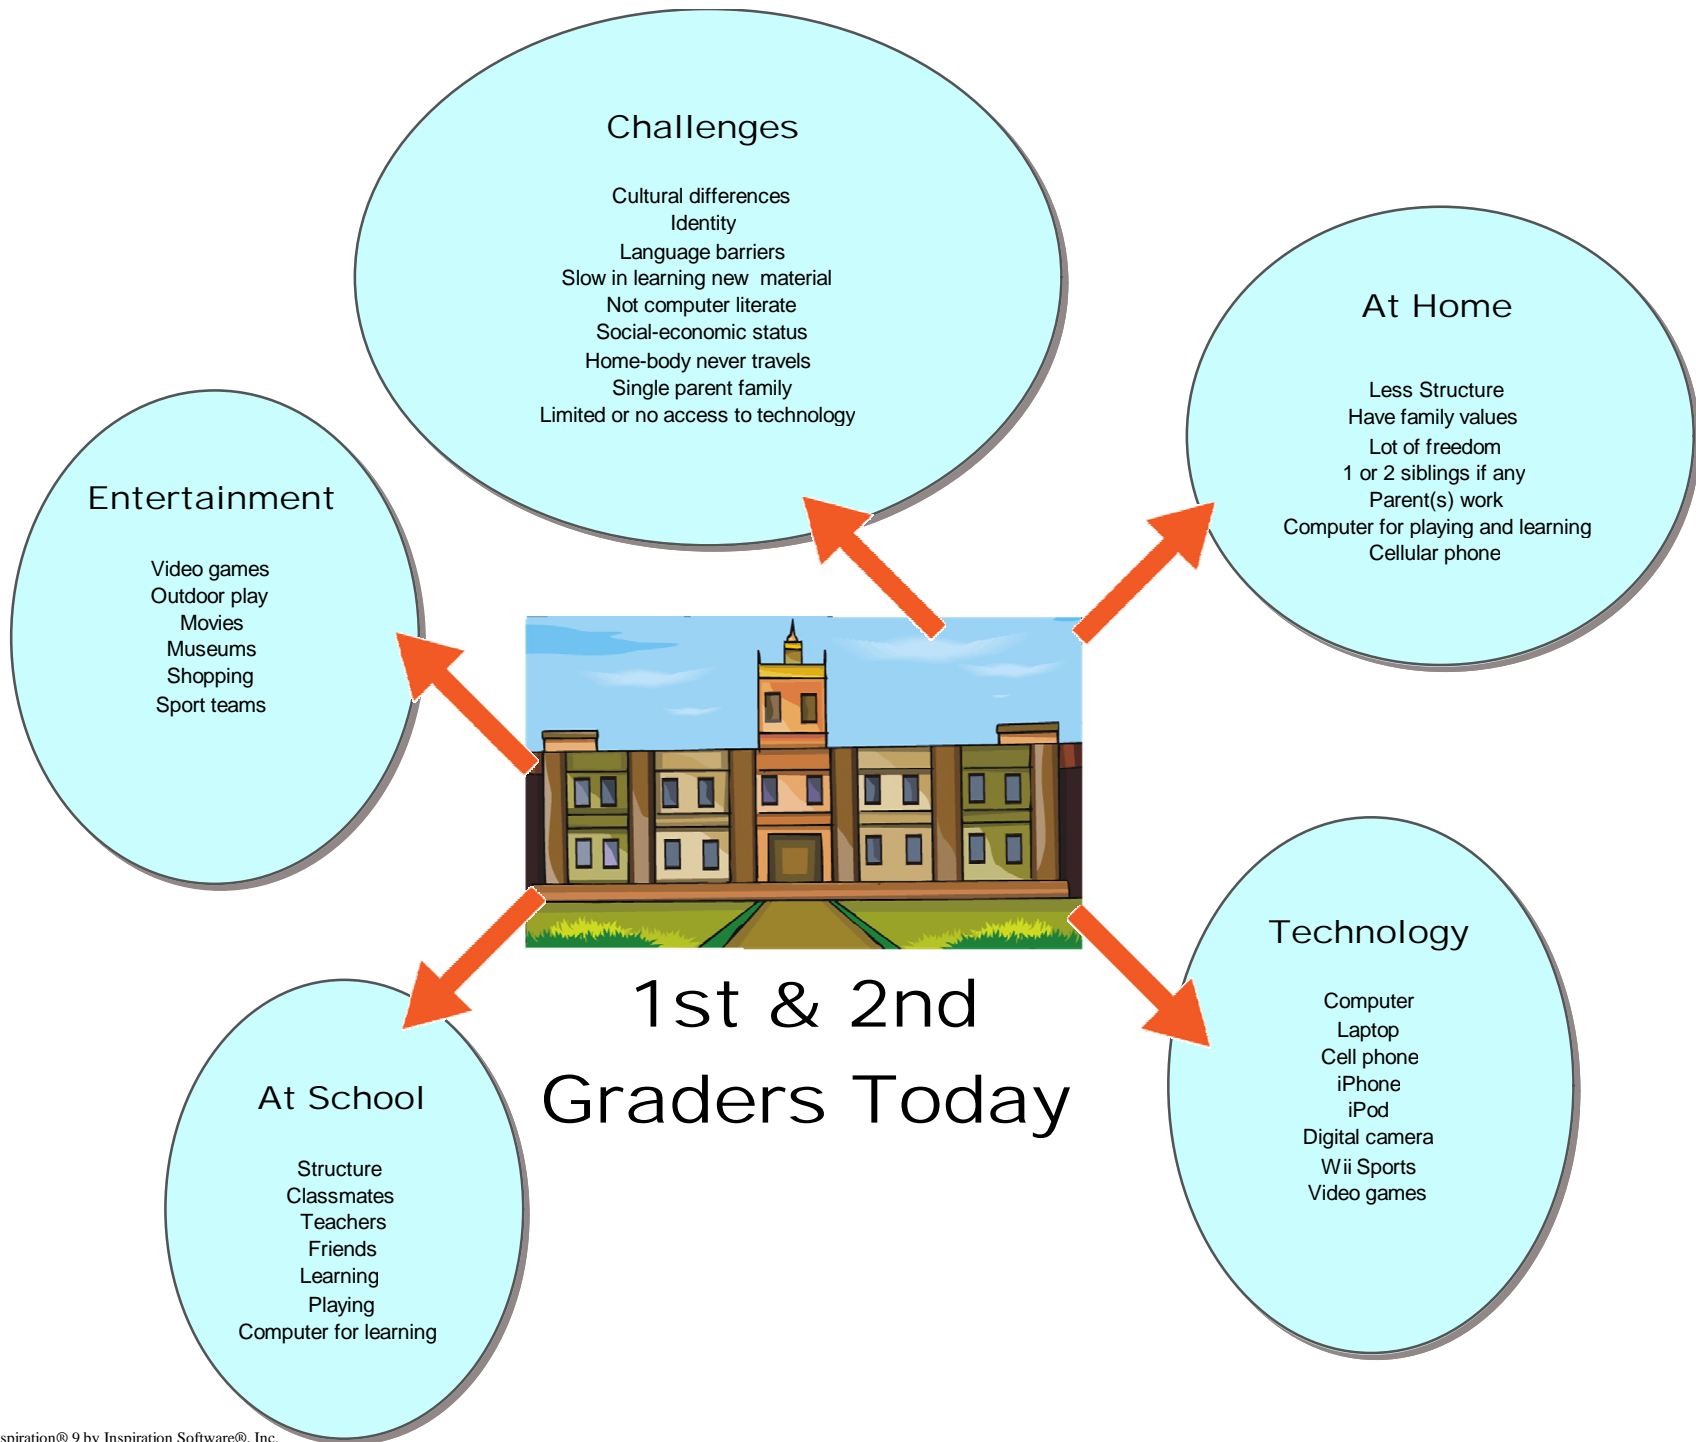 Challenges
Cultural differences
Identity
Language barriers
Slow in learning new material
Not computer literate
Social-economic status
Home-body never travels
Single parent family
Limited or no access to technology
At Home
Less Structure
Have family values
Lot of freedom
1 or 2 siblings if any
Parent(s) work
Computer for playing and learning
Cellular phone
Entertainment
Video games
Outdoor play
Movies
Museums
Shopping
Sport teams
Technology
Computer
Laptop
Cell phone
iPhone
iPod
Digital camera
Wii Sports
Video games
1st & 2nd
Graders Today
At School
Structure
Classmates
Teachers
Friends
Learning
Playing
Computer for learning
spiration® 9 by Inspiration Software®, Inc.